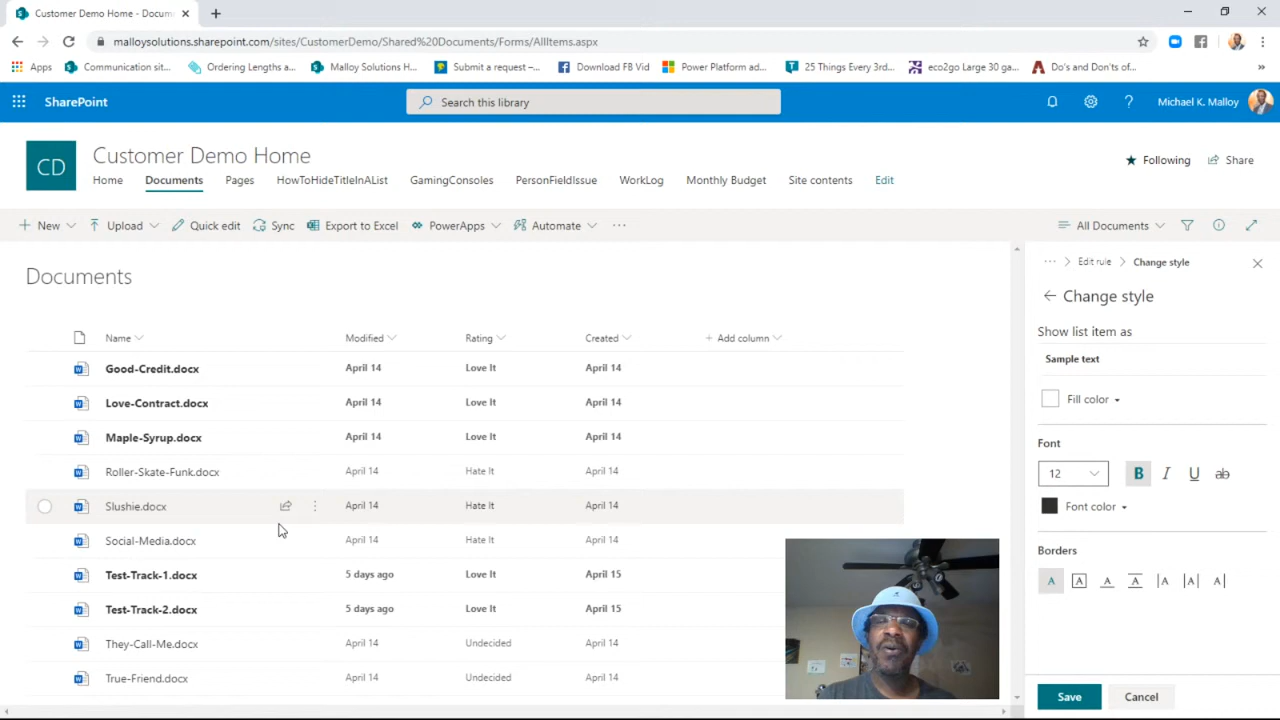 Customer Demo Home - Docum
malloysolutions.sharepoint.com/sites/CustomerDemo/Shared%20Documents/Forms/AllItems.aspx
Apps Communication sit... Ordering Lengths a... Malloy Solutions H... Submit a request –... Download FB Vid Power Platform ad... 25 Things Every 3rd... eco2go Large 30 ga... Do's and Don'ts of... »
SharePoint Search this library ? Michael K. Malloy
CD Customer Demo Home Following Share
Home Documents Pages HowToHideTitleInAList GamingConsoles PersonFieldIssue WorkLog Monthly Budget Site contents Edit
New Upload Quick edit Sync Export to Excel PowerApps Automate ... All Documents
Documents
Name Modified Rating Created + Add column
Good-Credit.docx April 14 Love It April 14
Love-Contract.docx April 14 Love It April 14
Maple-Syrup.docx April 14 Love It April 14
Roller-Skate-Funk.docx April 14 Hate It April 14
Slushie.docx April 14 Hate It April 14
Social-Media.docx April 14 Hate It April 14
Test-Track-1.docx 5 days ago Love It April 15
Test-Track-2.docx 5 days ago Love It April 15
They-Call-Me.docx April 14 Undecided April 14
True-Friend.docx April 14 Undecided April 14
... > Edit rule > Change style
Change style
Show list item as
Sample text
Fill color
Font
12 B I U ab
Font color
Borders
A A A A A A A
Save Cancel